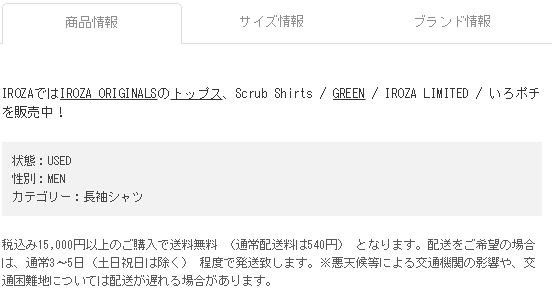 商品情報 サイズ情報 ブランド情報
IROZAではIROZA ORIGINALSのトップス、Scrub Shirts / GREEN / IROZA LIMITED / いろポチ
を販売中！
状態：USED
性別：MEN
カテゴリー：長袖シャツ
税込み15,000円以上のご購入で送料無料 （通常配送料は540円） となります。配送をご希望の場合
は、通常3～5日（土日祝日は除く） 程度で発送致します。※悪天候等による交通機関の影響や、交
通困難地については配送が遅れる場合があります。